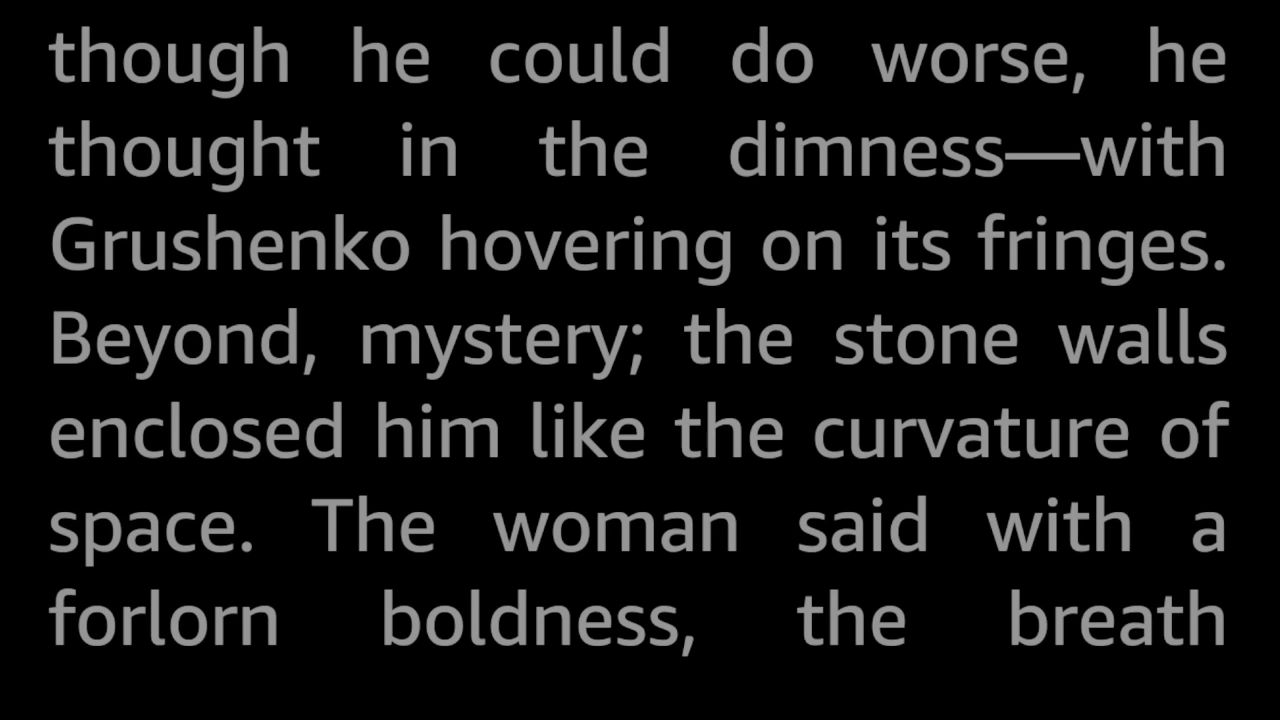 though he could do worse, he
thought in the dimness—with
Grushenko hovering on its fringes.
Beyond, mystery; the stone walls
enclosed him like the curvature of
space. The woman said with a
forlorn boldness, the breath